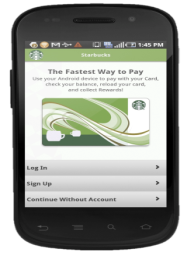 1:45 PM
Starbucks
The Fastest Way to Pay
Use your Android device to pay with your Card,
check your balance, reload your card,
and collect Rewards!
Log In
Sign Up
Continue Without Account